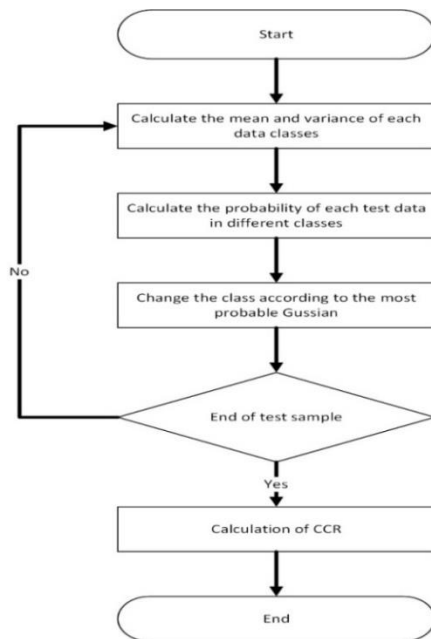 Start
Calculate the mean and variance of each
data classes
Calculate the probability of each test data
in different classes
No
Change the class according to the most
probable Gussian
End of test sample
Yes
Calculation of CCR
End